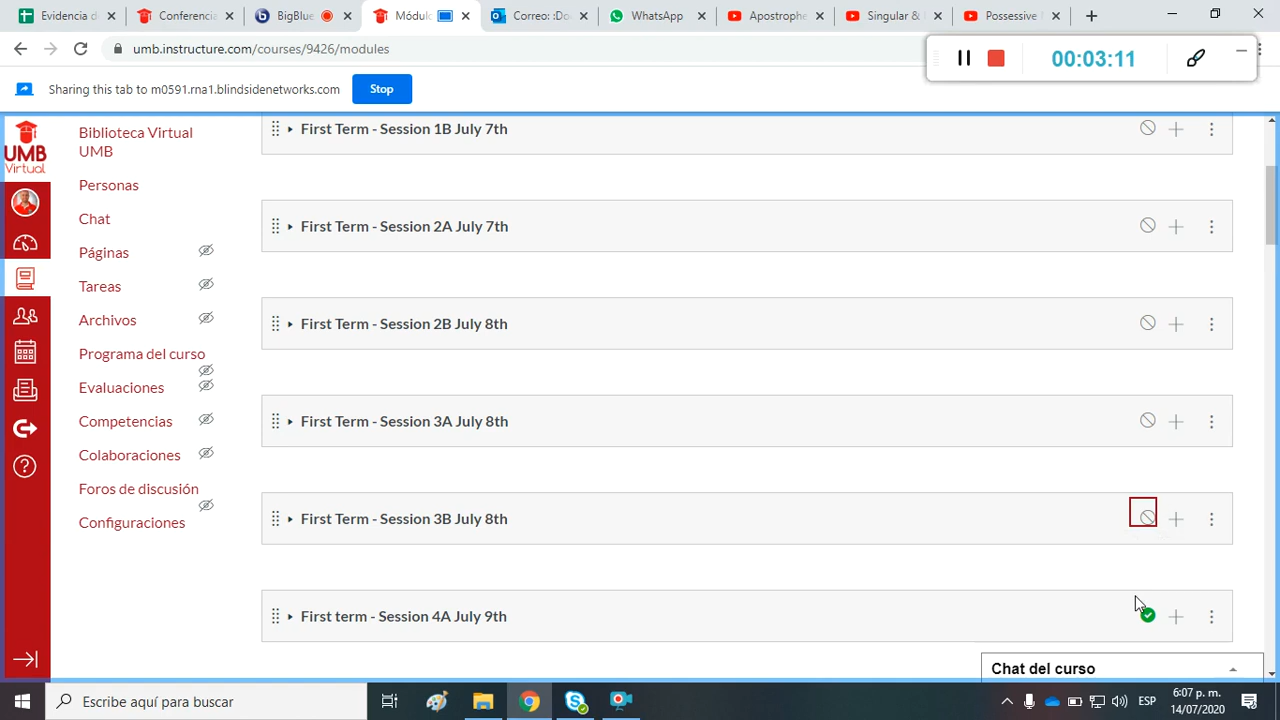 Evidencia d
Conferencia
BigBlue
Módulo
Correo: :Do
WhatsApp
Apostrophe
Singular &
Possessive
umb.instructure.com/courses/9426/modules
00:03:11
Sharing this tab to m0591.rna1.blindsidenetworks.com
Stop
UMB
Virtual
Biblioteca Virtual
UMB
Personas
Chat
Páginas
Tareas
Archivos
Programa del curso
Evaluaciones
Competencias
Colaboraciones
Foros de discusión
Configuraciones
First Term - Session 1B July 7th
First Term - Session 2A July 7th
First Term - Session 2B July 8th
First Term - Session 3A July 8th
First Term - Session 3B July 8th
First term - Session 4A July 9th
Chat del curso
Escribe aquí para buscar
ESP
6:07 p. m.
14/07/2020